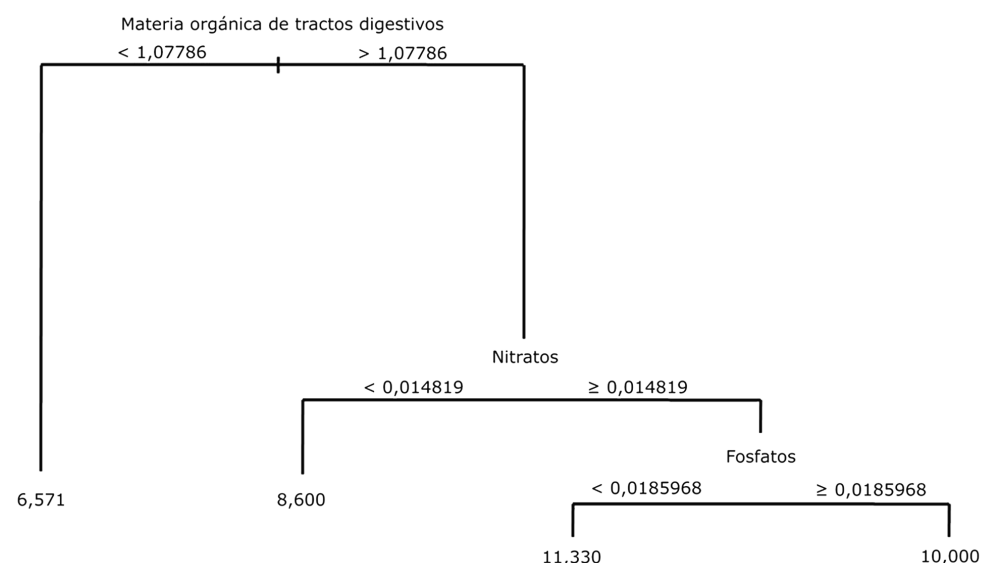 Materia orgánica de tractos digestivos
< 1,07786 > 1,07786
Nitratos
< 0,014819 ≥ 0,014819
Fosfatos
< 0,0185968 ≥ 0,0185968
6,571 8,600
11,330 10,000